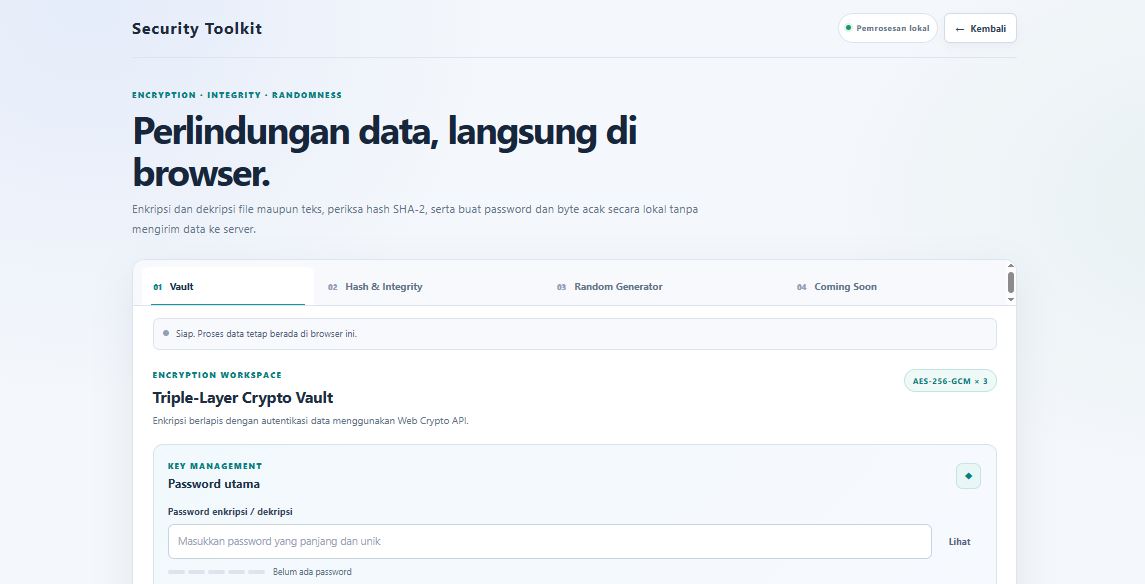 Security Toolkit
Pemrosesan lokal
← Kembali
ENCRYPTION · INTEGRITY · RANDOMNESS
Perlindungan data, langsung di
browser.
Enkripsi dan dekripsi file maupun teks, periksa hash SHA-2, serta buat password dan byte acak secara lokal tanpa
mengirim data ke server.
01 Vault
02 Hash & Integrity
03 Random Generator
04 Coming Soon
Siap. Proses data tetap berada di browser ini.
ENCRYPTION WORKSPACE
AES-256-GCM × 3
Triple-Layer Crypto Vault
Enkripsi berlapis dengan autentikasi data menggunakan Web Crypto API.
KEY MANAGEMENT
Password utama
Password enkripsi / dekripsi
Masukkan password yang panjang dan unik
Lihat
Belum ada password